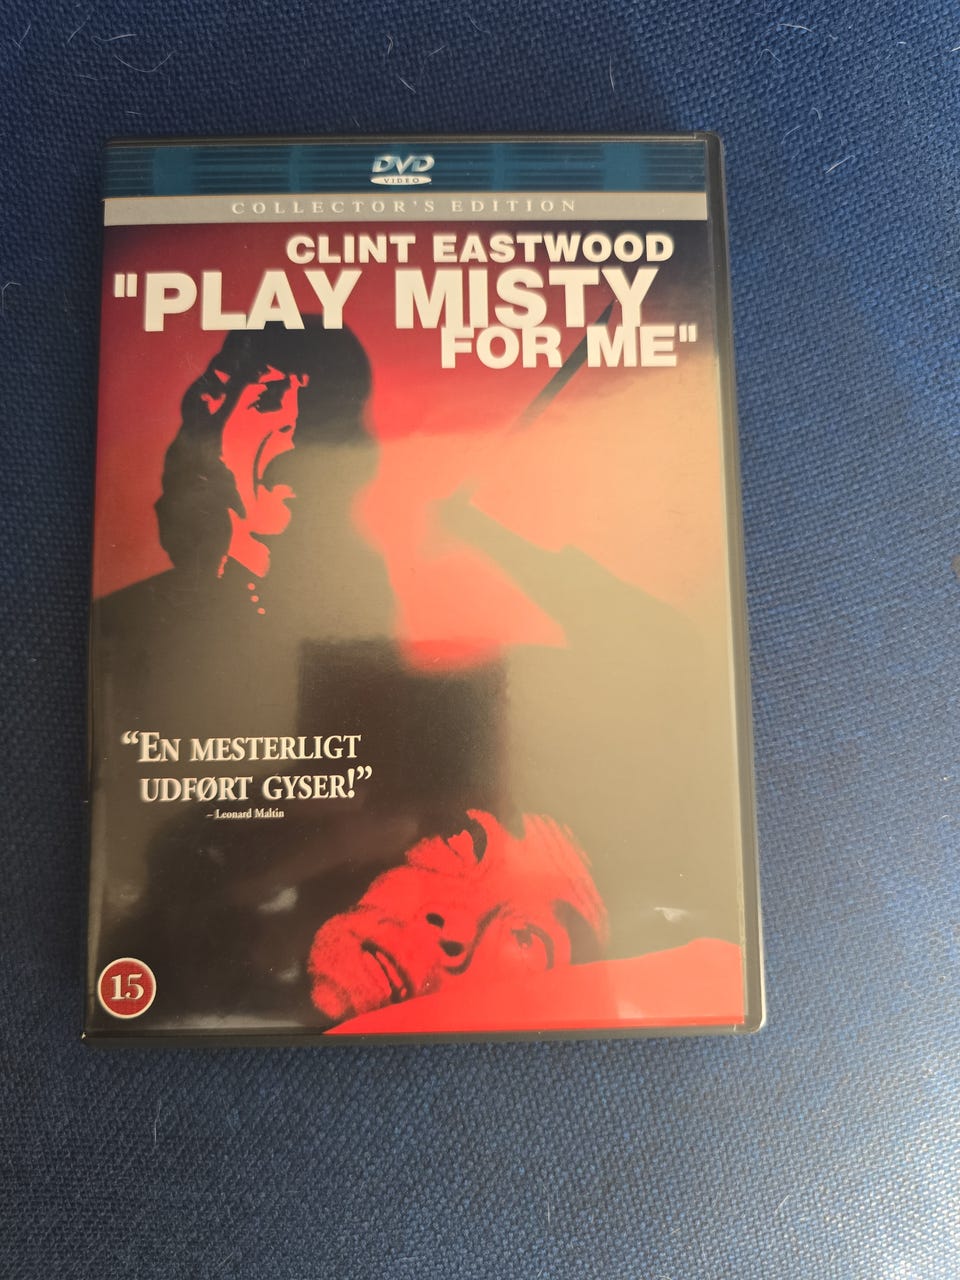 DVD
VIDEO
COLLECTOR'S EDITION
CLINT EASTWOOD
"PLAY MISTY
FOR ME"
“EN MESTERLIGT
UDFØRT GYSER!”
– Leonard Maltin
15